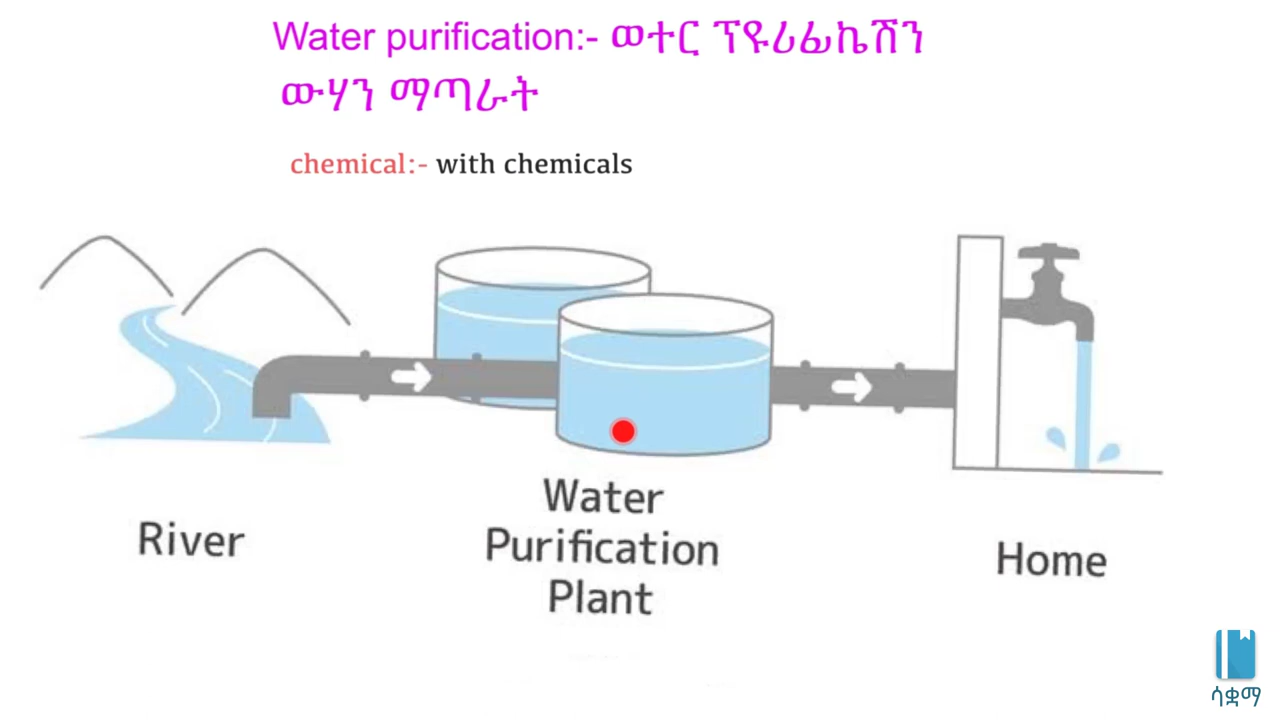 Water purification:- ወተር ፕዩሪፊኬሽን
ውሃን ማጣራት
chemical:- with chemicals
River
Water
Purification
Plant
Home
ሳቋማ